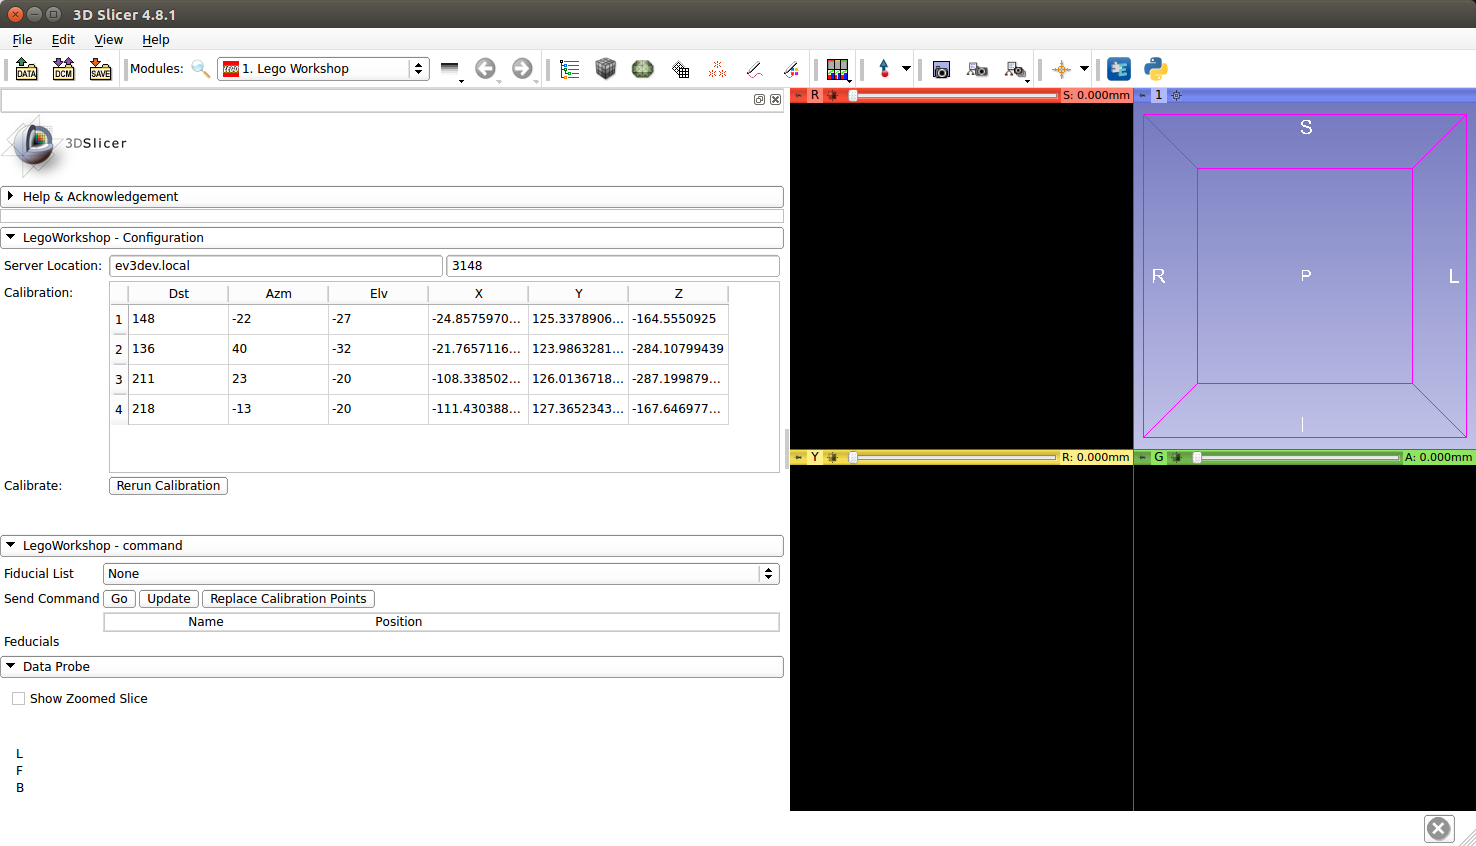 3D Slicer 4.8.1
File Edit View Help
DATA DCM SAVE Modules: LEGO 1. Lego Workshop
R S: 0.000mm 1
3DSlicer
S
Help & Acknowledgement
LegoWorkshop - Configuration
Server Location: ev3dev.local 3148
R P L
Calibration: Dst Azm Elv X Y Z
1 148 -22 -27 -24.8575970... 125.3378906... -164.5550925
2 136 40 -32 -21.7657116... 123.9863281... -284.10799439
3 211 23 -20 -108.338502... 126.0136718... -287.199879...
4 218 -13 -20 -111.430388... 127.3652343... -167.646977...
I
Y R: 0.000mm G A: 0.000mm
Calibrate: Rerun Calibration
LegoWorkshop - command
Fiducial List None
Send Command Go Update Replace Calibration Points
Name Position
Feducials
Data Probe
Show Zoomed Slice
L
F
B